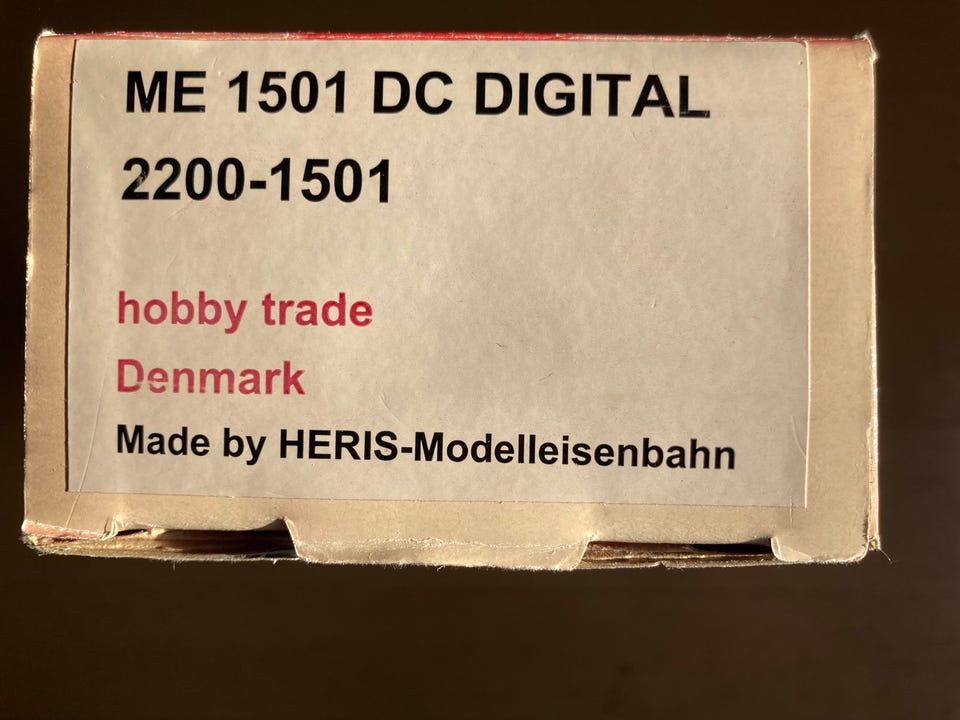 ME 1501 DC DIGITAL
2200-1501
hobby trade
Denmark
Made by HERIS-Modelleisenbahn